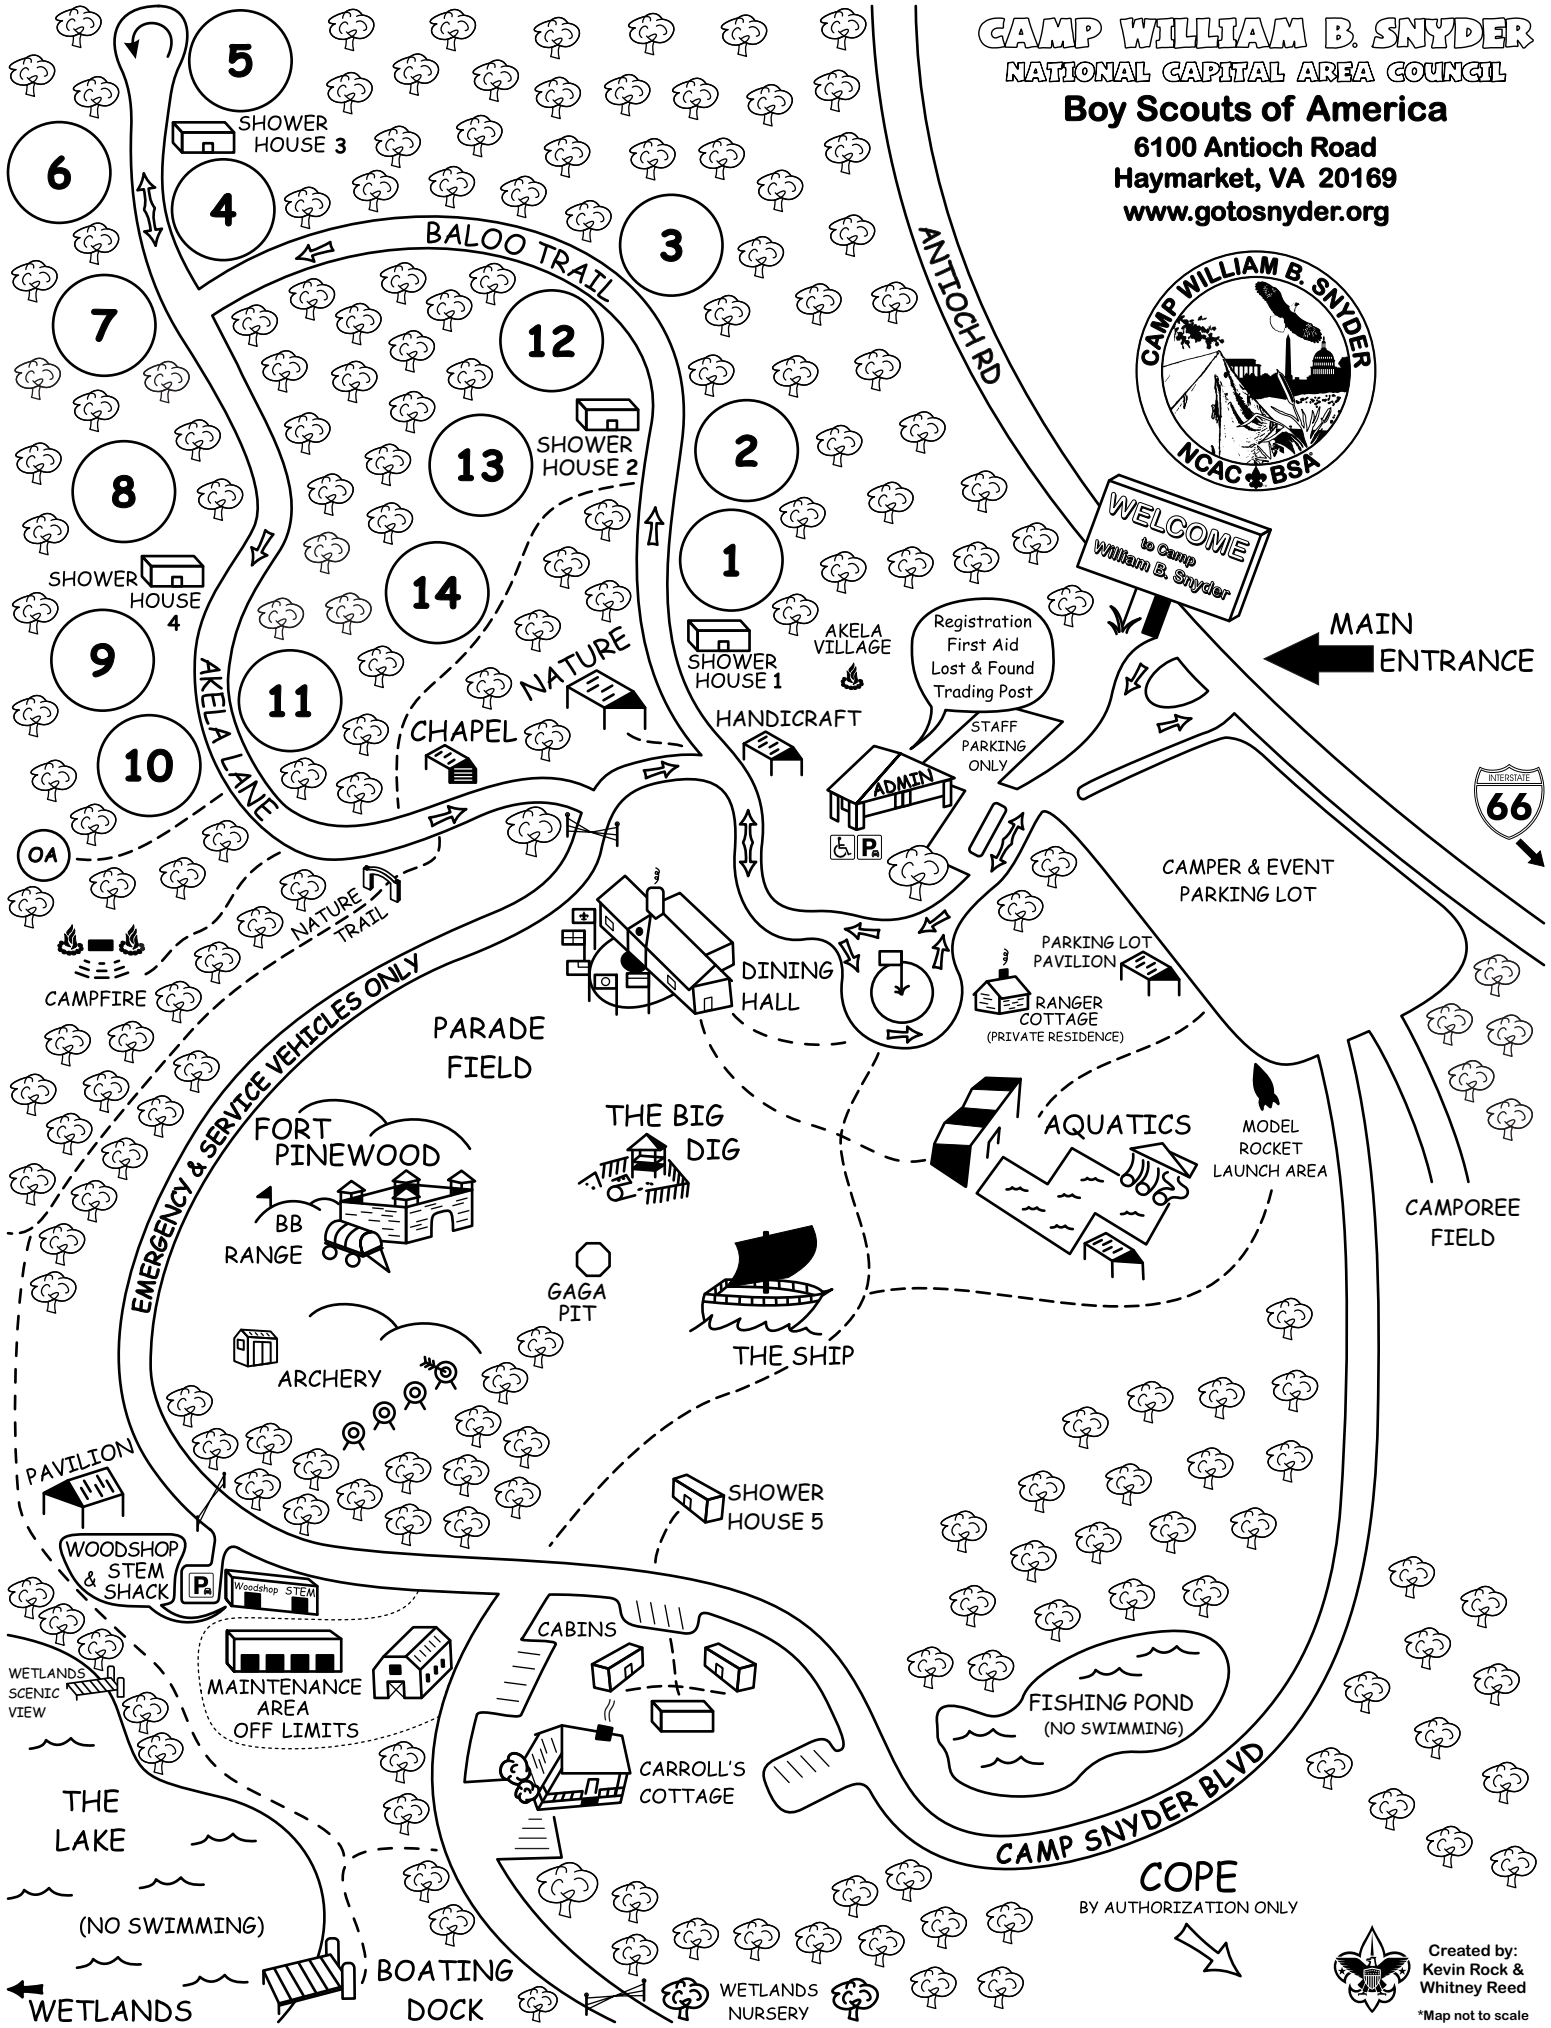 CAMP WILLIAM B. SNYDER
NATIONAL CAPITAL AREA COUNCIL
Boy Scouts of America
6100 Antioch Road
Haymarket, VA 20169
www.gotosnyder.org
CAMP WILLIAM B. SNYDER
NCAC BSA
5
SHOWER
HOUSE 3
6
4
BALOO TRAIL
3
ANTIOCH RD
7
12
SHOWER
HOUSE 2
2
13
8
WELCOME
to Camp
William B. Snyder
1
SHOWER
HOUSE
4
14
MAIN
ENTRANCE
9
AKELA LANE
11
NATURE
SHOWER
HOUSE 1
AKELA
VILLAGE
Registration
First Aid
Lost & Found
Trading Post
HANDICRAFT
STAFF
PARKING
ONLY
CHAPEL
10
ADMIN
P
INTERSTATE
66
OA
CAMPER & EVENT
PARKING LOT
NATURE
TRAIL
CAMPFIRE
EMERGENCY & SERVICE VEHICLES ONLY
DINING
HALL
PARKING LOT
PAVILION
RANGER
COTTAGE
(PRIVATE RESIDENCE)
PARADE
FIELD
FORT
PINEWOOD
THE BIG
DIG
AQUATICS
MODEL
ROCKET
LAUNCH AREA
BB
RANGE
CAMPOREE
FIELD
GAGA
PIT
THE SHIP
ARCHERY
PAVILION
SHOWER
HOUSE 5
WOODSHOP
& STEM
SHACK
P
Woodshop STEM
CABINS
WETLANDS
SCENIC
VIEW
MAINTENANCE
AREA
OFF LIMITS
FISHING POND
(NO SWIMMING)
CARROLL'S
COTTAGE
THE
LAKE
CAMP SNYDER BLVD
COPE
BY AUTHORIZATION ONLY
(NO SWIMMING)
BOATING
DOCK
WETLANDS
WETLANDS
NURSERY
Created by:
Kevin Rock &
Whitney Reed
*Map not to scale